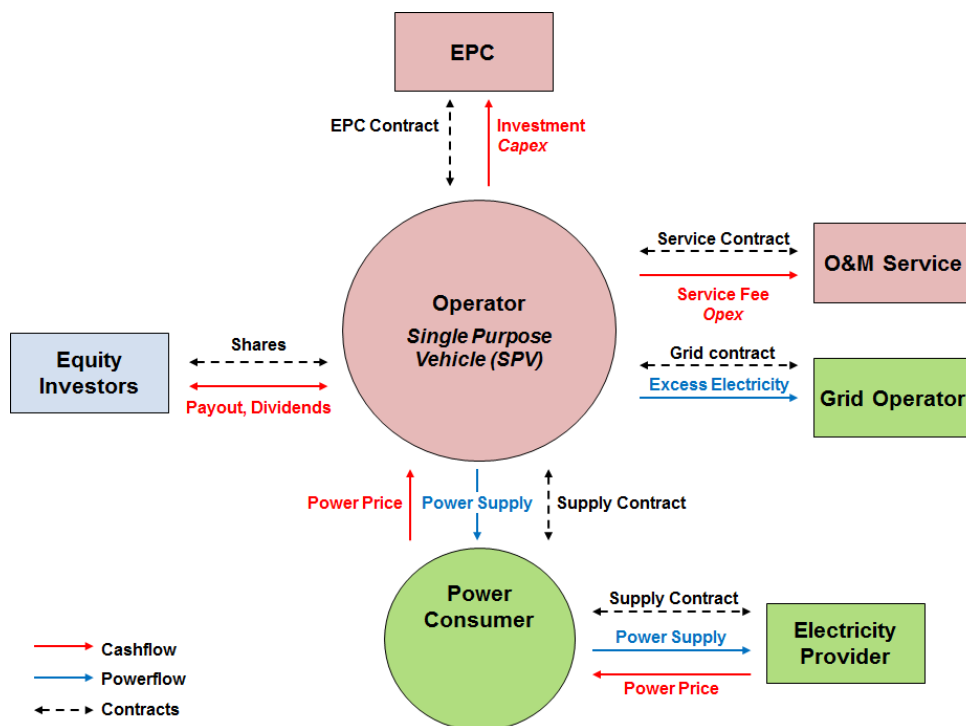 EPC
EPC Contract
Investment
Capex
Operator
Single Purpose
Vehicle (SPV)
Service Contract
Service Fee
Opex
O&M Service
Equity
Investors
Shares
Payout, Dividends
Grid contract
Excess Electricity
Grid Operator
Power Price
Power Supply
Supply Contract
Power
Consumer
Supply Contract
Power Supply
Power Price
Electricity
Provider
Cashflow
Powerflow
Contracts